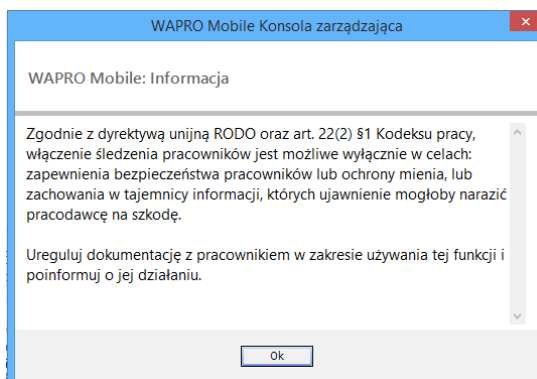 WAPRO Mobile Konsola zarządzająca
WAPRO Mobile: Informacja
Zgodnie z dyrektywą unijną RODO oraz art. 22(2) §1 Kodeksu pracy,
włączenie śledzenia pracowników jest możliwe wyłącznie w celach:
zapewnienia bezpieczeństwa pracowników lub ochrony mienia, lub
zachowania w tajemnicy informacji, których ujawnienie mogłoby narazić
pracodawcę na szkodę.
Ureguluj dokumentację z pracownikiem w zakresie używania tej funkcji i
poinformuj o jej działaniu.
Ok